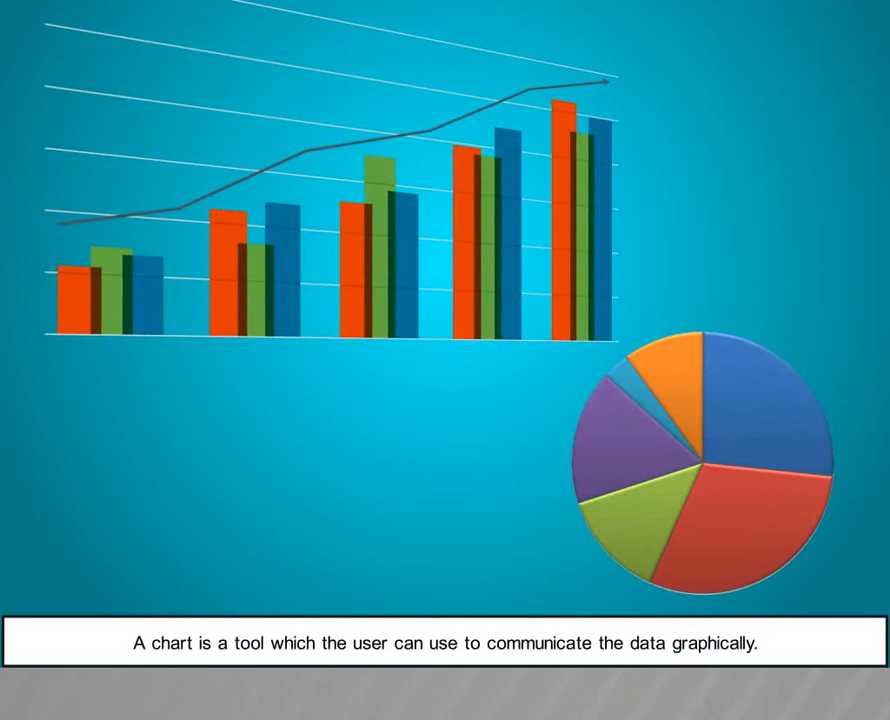 A chart is a tool which the user can use to communicate the data graphically.